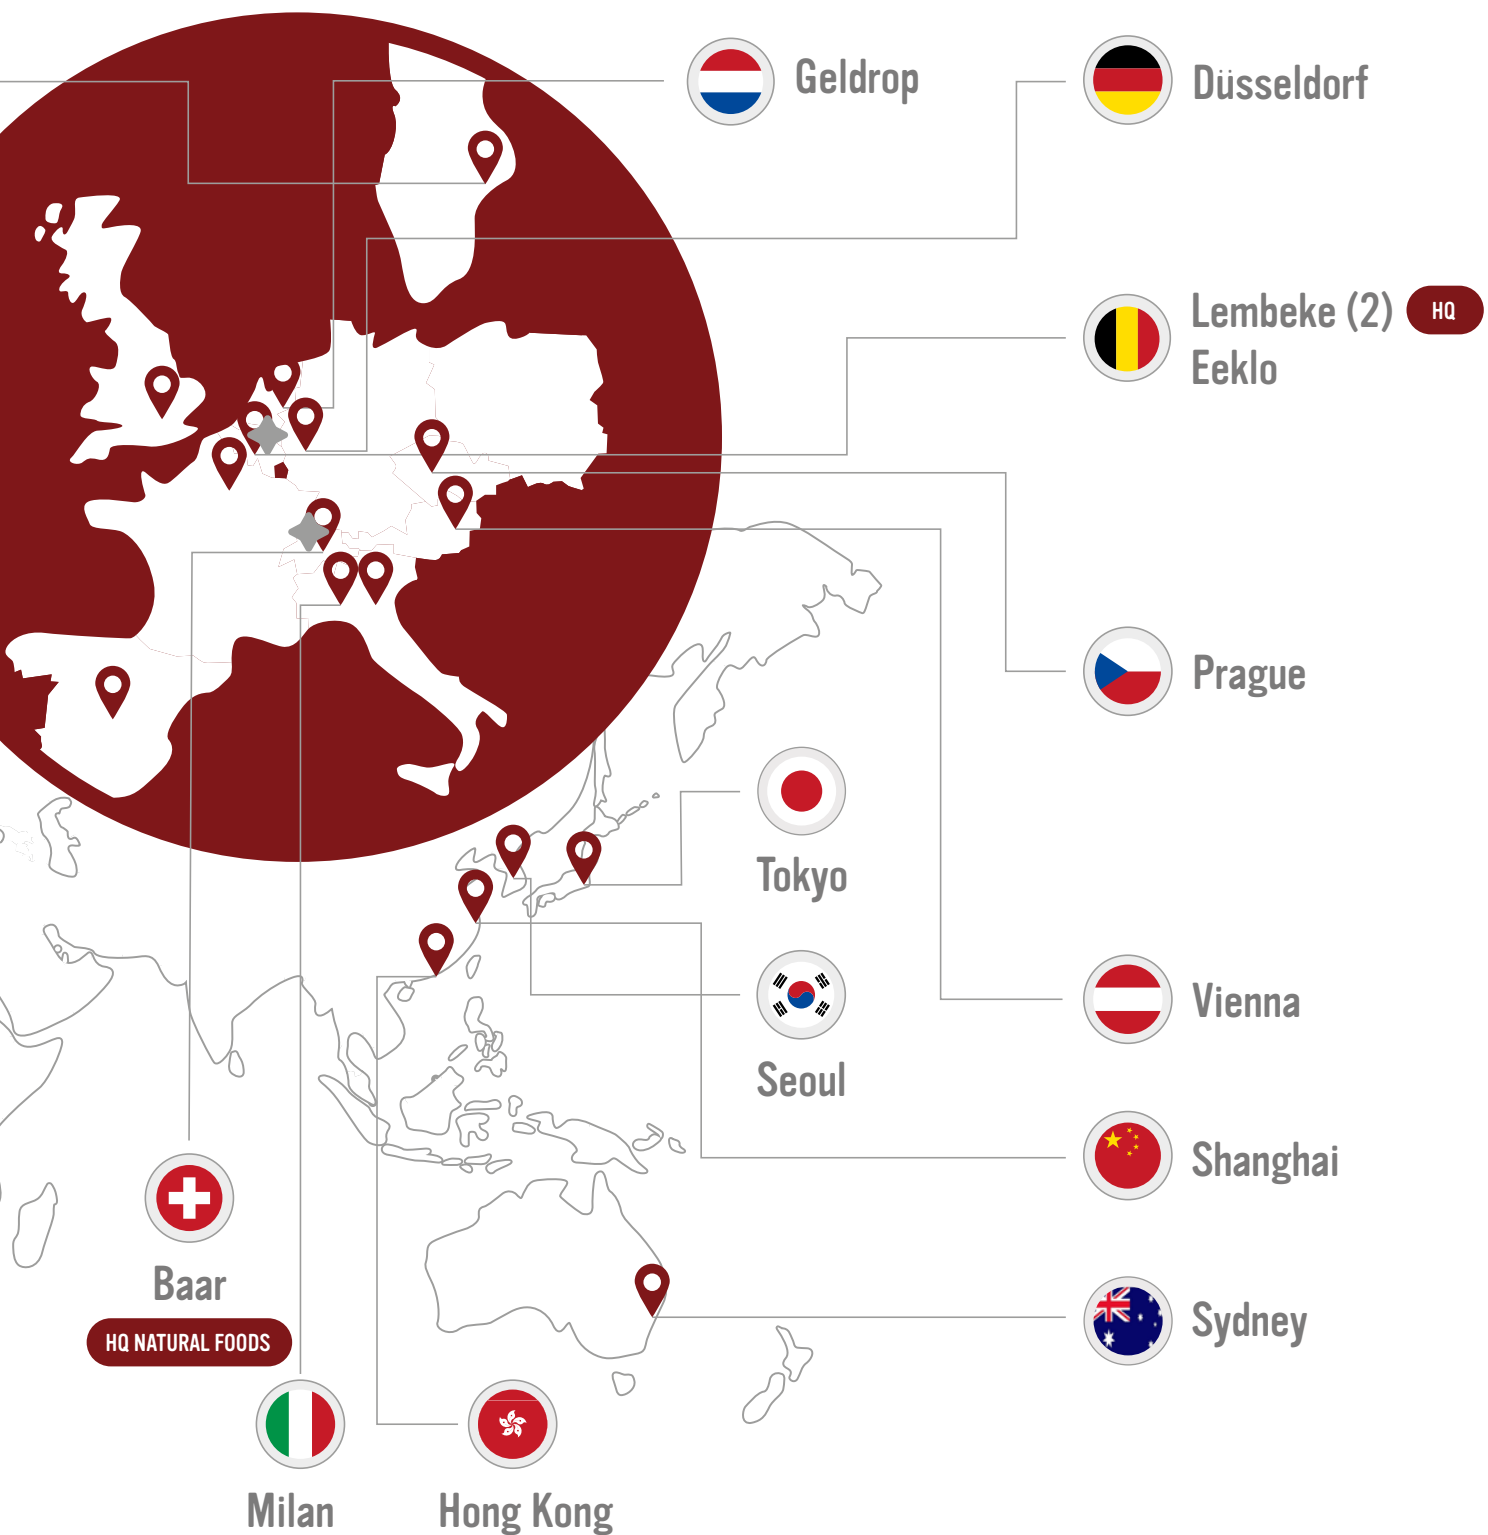 Geldrop
Düsseldorf
Lembeke (2) HQ
Eeklo
Prague
Tokyo
Vienna
Seoul
Shanghai
Baar
HQ NATURAL FOODS
Sydney
Milan
Hong Kong